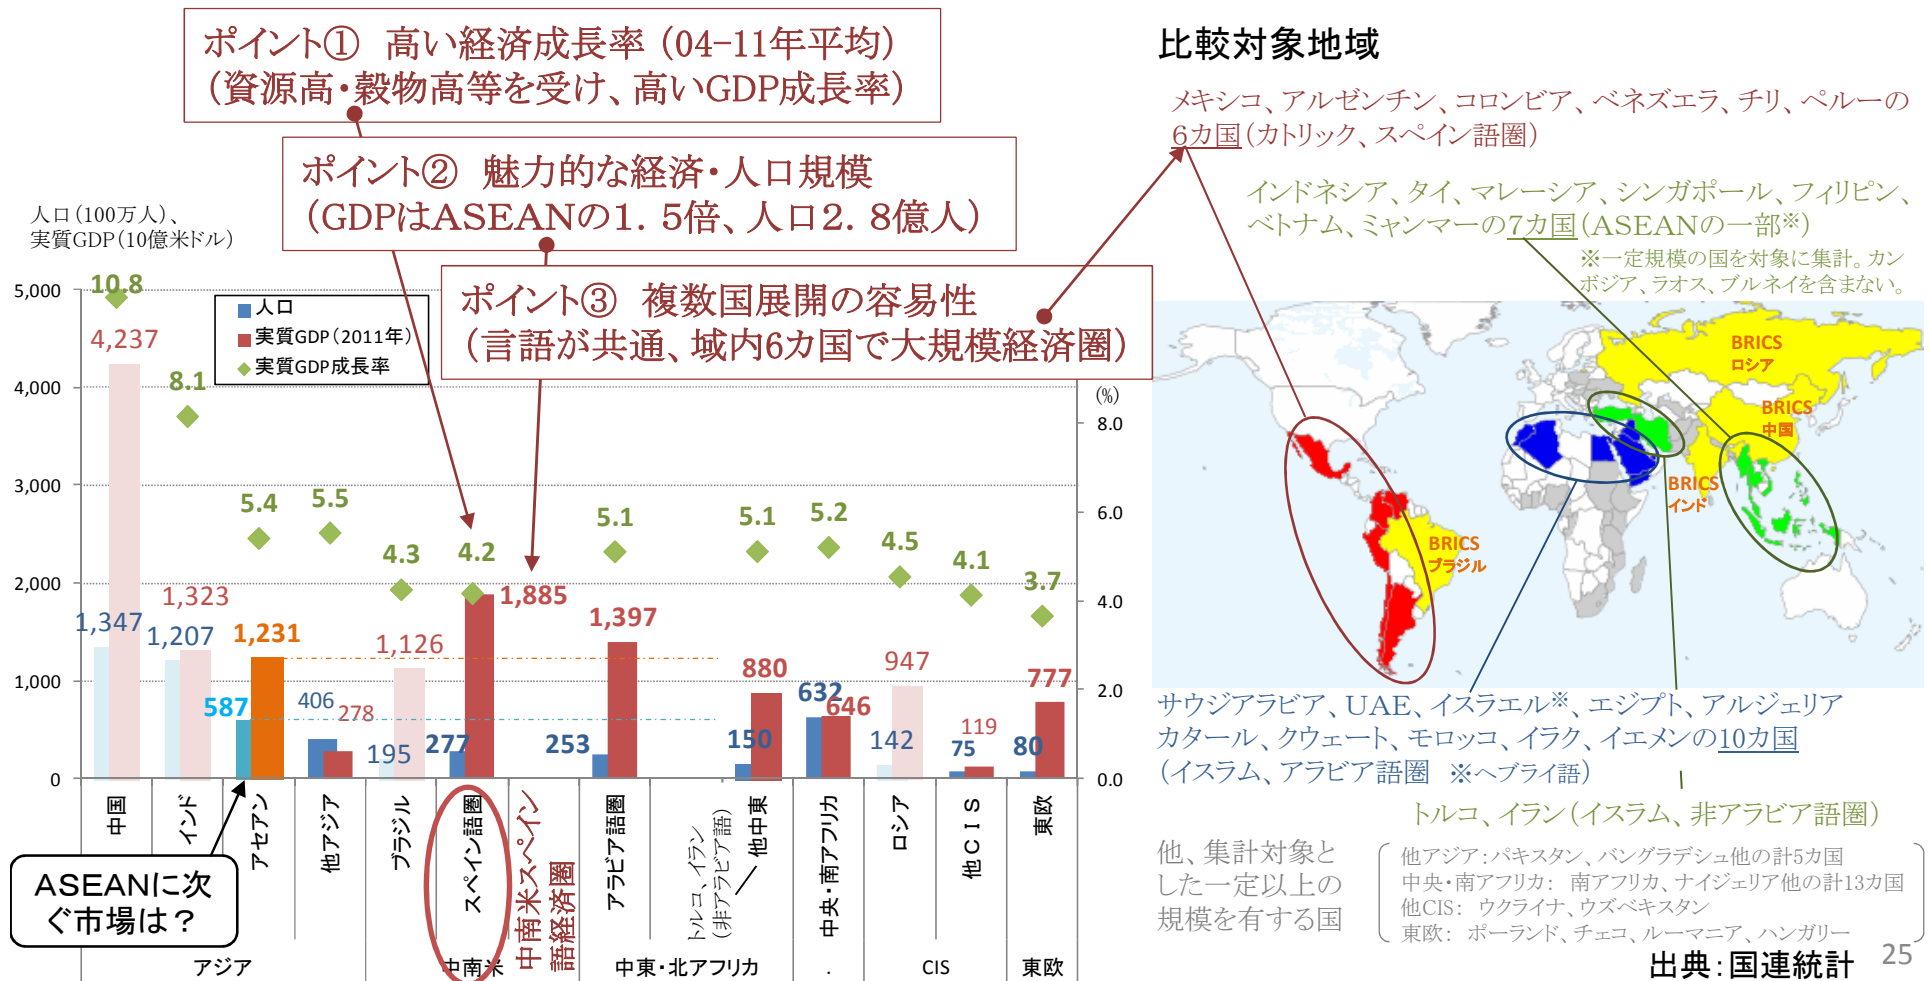 ポイント① 高い経済成長率（04-11年平均）
（資源高・穀物高等を受け、高いGDP成長率）
ポイント② 魅力的な経済・人口規模
（GDPはASEANの1．5倍、人口2．8億人）
ポイント③ 複数国展開の容易性
（言語が共通、域内6カ国で大規模経済圏）
人口（100万人）、
実質GDP（10億米ドル）
人口
実質GDP（2011年）
実質GDP成長率
5,000
4,000
3,000
2,000
1,000
0
(%)
8.0
6.0
4.0
2.0
0.0
10.8
8.1
5.4
5.5
4.3
4.2
5.1
5.1
5.2
4.5
4.1
3.7
4,237
1,347
1,323
1,207
1,231
587
406
278
1,126
195
1,885
277
1,397
253
880
150
632
646
947
142
119
75
777
80
中国
インド
アセアン
他アジア
ブラジル
スペイン語圏
中南米スペイン
語経済圏
アラビア語圏
トルコ、イラン
（非アラビア語）
他中東
中央・南アフリカ
ロシア
他CIS
東欧
アジア
中南米
中東・北アフリカ
.
CIS
東欧
ASEANに次
ぐ市場は？
比較対象地域
メキシコ、アルゼンチン、コロンビア、ベネズエラ、チリ、ペルーの
6カ国（カトリック、スペイン語圏）
インドネシア、タイ、マレーシア、シンガポール、フィリピン、
ベトナム、ミャンマーの7カ国（ASEANの一部※）
※一定規模の国を対象に集計。カン
ボジア、ラオス、ブルネイを含まない。
BRICS
ロシア
BRICS
中国
BRICS
インド
BRICS
ブラジル
サウジアラビア、UAE、イスラエル※、エジプト、アルジェリア
カタール、クウェート、モロッコ、イラク、イエメンの10カ国
（イスラム、アラビア語圏 ※ヘブライ語）
トルコ、イラン（イスラム、非アラビア語圏）
他、集計対象と
した一定以上の
規模を有する国
他アジア：パキスタン、バングラデシュ他の計5カ国
中央・南アフリカ： 南アフリカ、ナイジェリア他の計13カ国
他CIS： ウクライナ、ウズベキスタン
東欧： ポーランド、チェコ、ルーマニア、ハンガリー
出典：国連統計
25